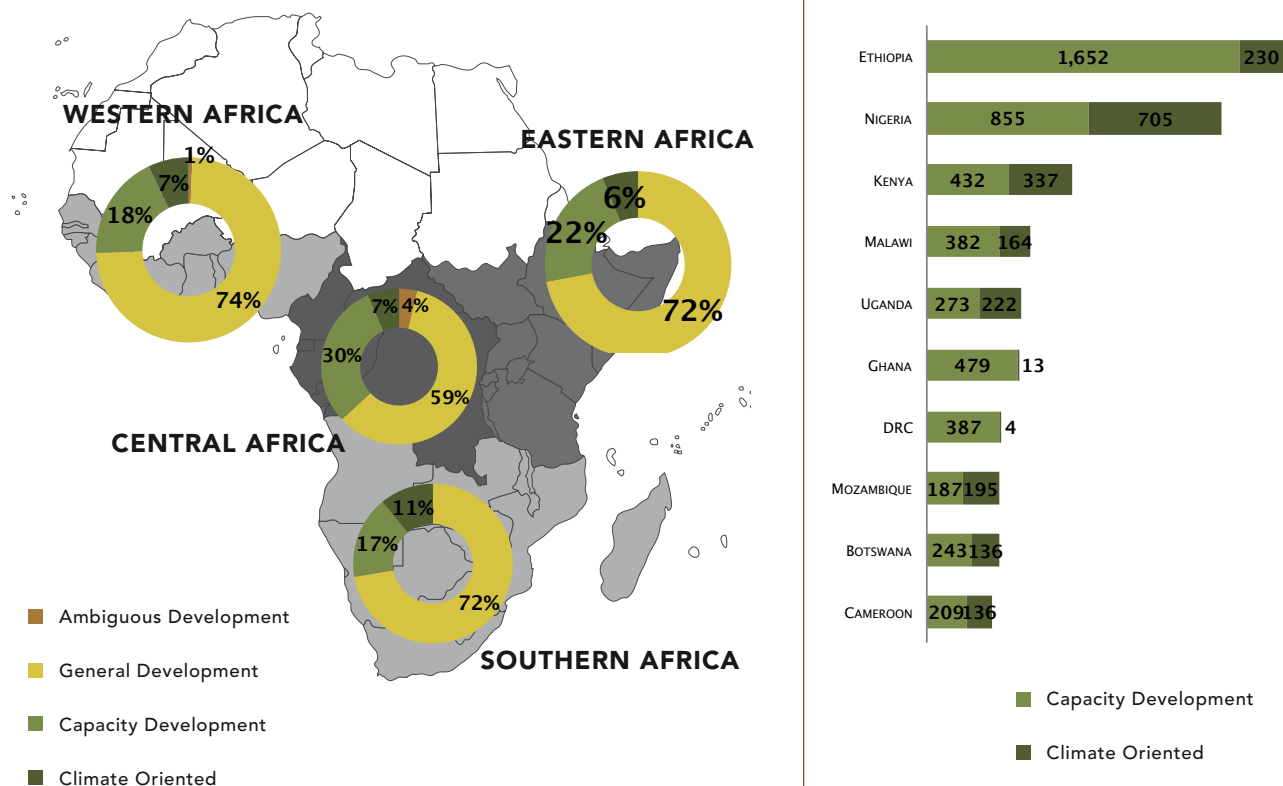 WESTERN AFRICA
1%
7%
18%
74%
EASTERN AFRICA
6%
22%
72%
7%
4%
30%
59%
CENTRAL AFRICA
11%
17%
72%
SOUTHERN AFRICA
Ambiguous Development
General Development
Capacity Development
Climate Oriented
ETHIOPIA 1,652 230
NIGERIA 855 705
KENYA 432 337
MALAWI 382 164
UGANDA 273 222
GHANA 479 13
DRC 387 4
MOZAMBIQUE 187 195
BOTSWANA 243 136
CAMEROON 209 136
Capacity Development
Climate Oriented